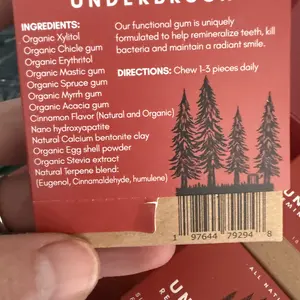 INGREDIENTS:
Organic Xylitol
Organic Chicle gum
Organic Erythritol
Organic Mastic gum
Organic Spruce gum
Organic Myrrh gum
Organic Acacia gum
Cinnamon Flavor (Natural and Organic)
Nano hydroxyapatite
Natural Calcium bentonite clay
Organic Egg shell powder
Organic Stevia extract
Natural Terpene blend:
(Eugenol, Cinnamaldehyde, humulene)
Our functional gum is uniquely
formulated to help remineralize teeth, kill
bacteria and maintain a radiant smile.
DIRECTIONS: Chew 1-3 pieces daily
1 97644 79294 8
ALL NAT